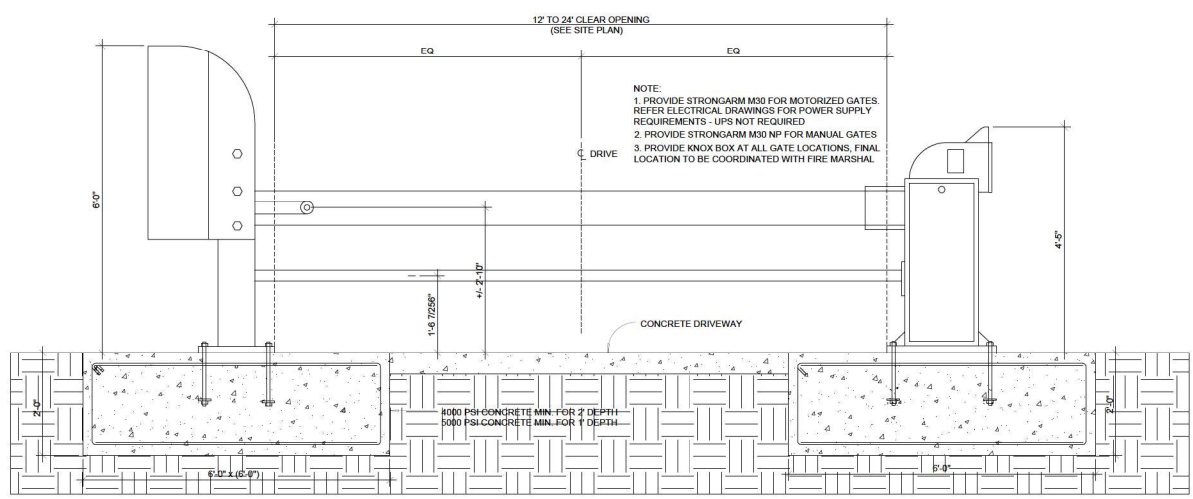 12' TO 24' CLEAR OPENING
(SEE SITE PLAN)
EQ
EQ
NOTE:
1. PROVIDE STRONGARM M30 FOR MOTORIZED GATES.
REFER ELECTRICAL DRAWINGS FOR POWER SUPPLY
REQUIREMENTS - UPS NOT REQUIRED
2. PROVIDE STRONGARM M30 NP FOR MANUAL GATES
3. PROVIDE KNOX BOX AT ALL GATE LOCATIONS, FINAL
LOCATION TO BE COORDINATED WITH FIRE MARSHAL
℄ DRIVE
6'-0"
4'-5"
+/- 2'-10"
1'-6 7/256"
CONCRETE DRIVEWAY
2'-0"
2'-0"
4000 PSI CONCRETE MIN. FOR 2' DEPTH
5000 PSI CONCRETE MIN. FOR 1' DEPTH
6'-0" x (6'-0")
6'-0"